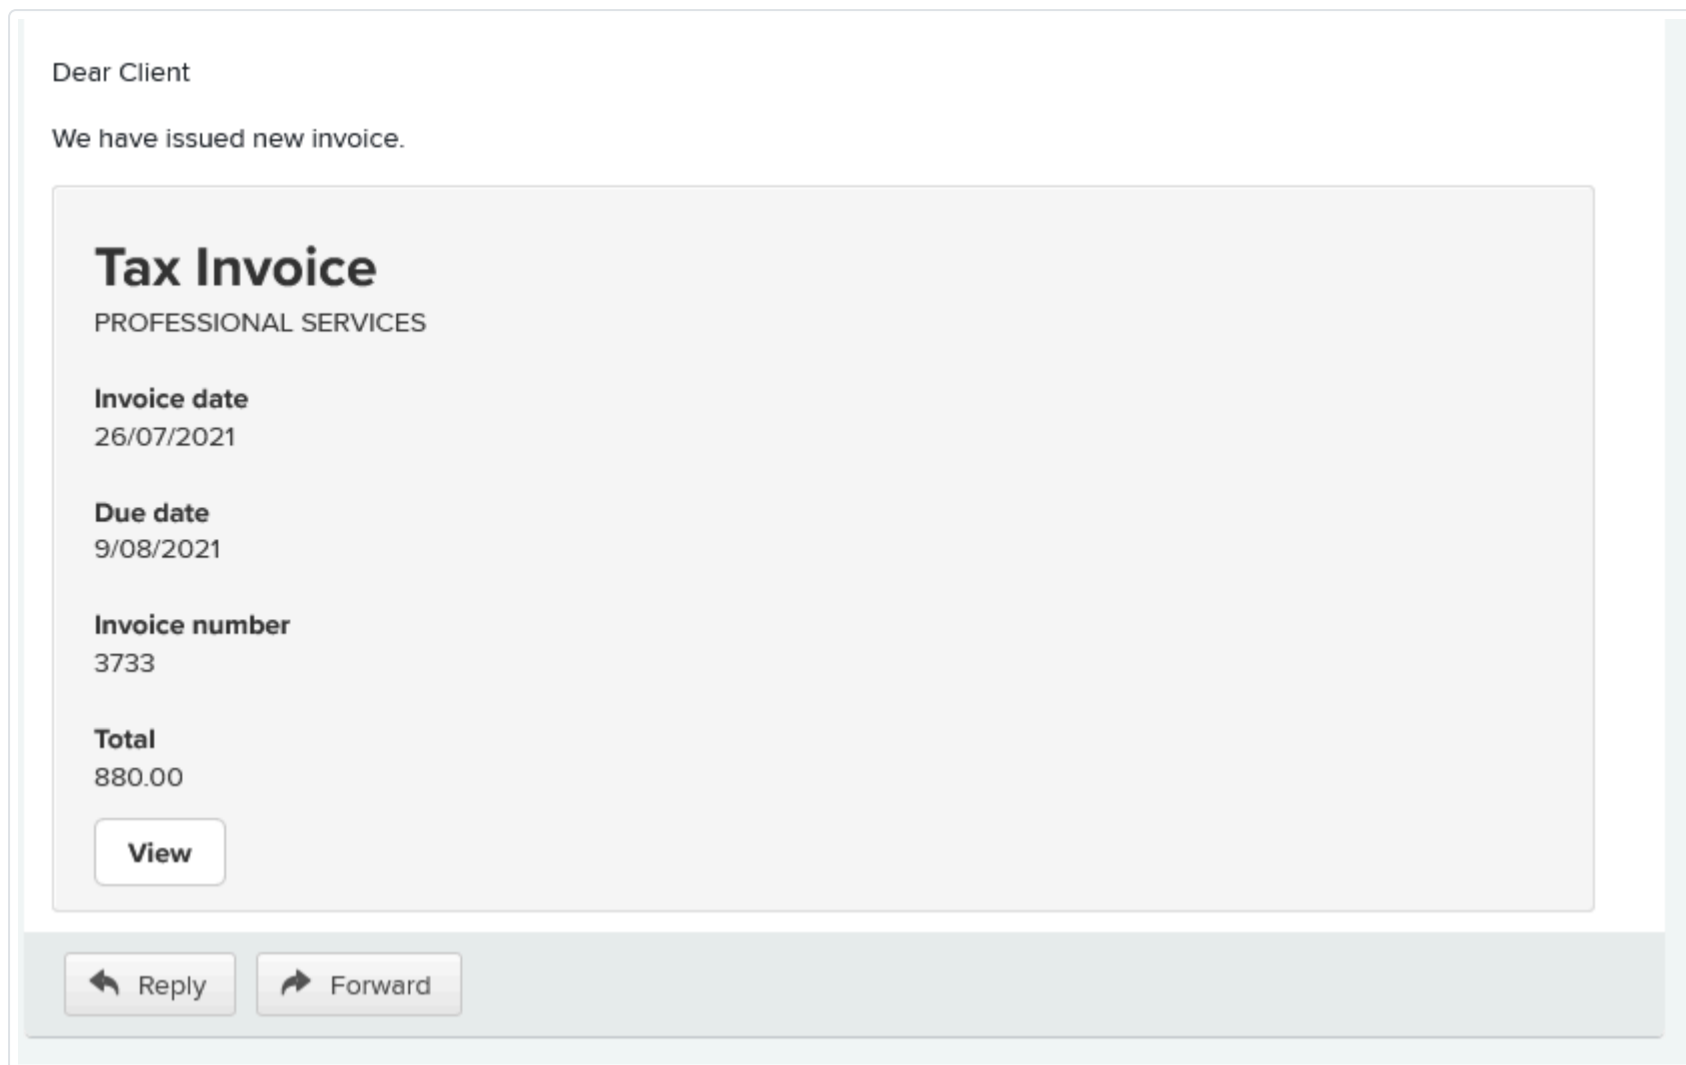 Dear Client
We have issued new invoice.
Tax Invoice
PROFESSIONAL SERVICES
Invoice date
26/07/2021
Due date
9/08/2021
Invoice number
3733
Total
880.00
View
Reply
Forward